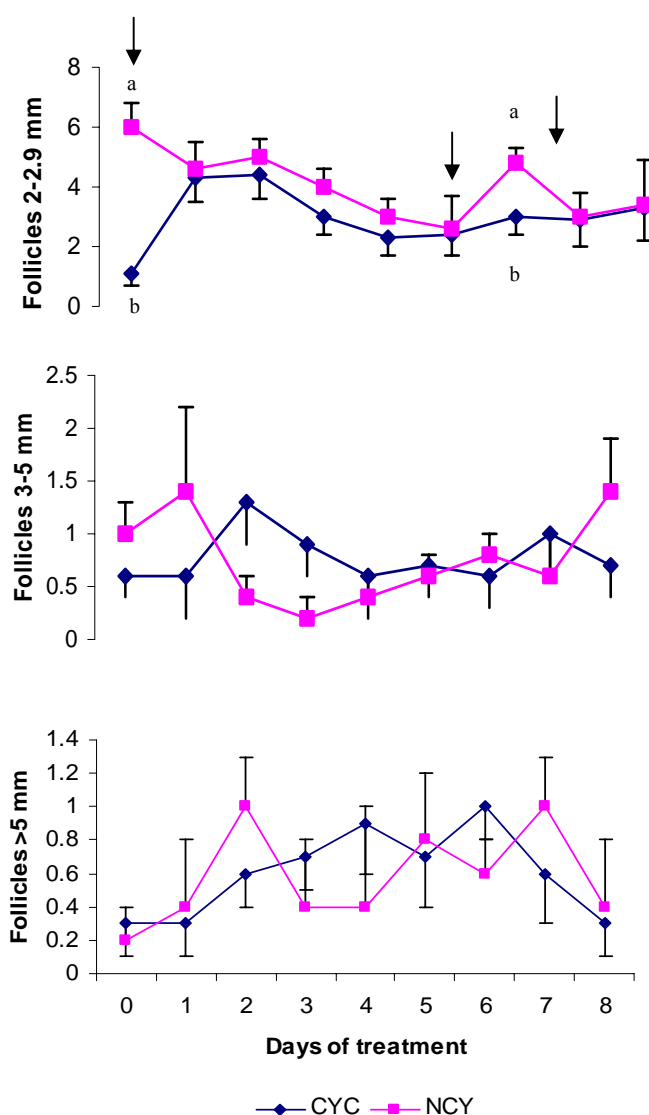 a
a
8
6
4
2
0
b
b
Follicles 2-2.9 mm
2.5
2
1.5
1
0.5
0
Follicles 3-5 mm
1.4
1.2
1
0.8
0.6
0.4
0.2
0
Follicles >5 mm
0 1 2 3 4 5 6 7 8
Days of treatment
CYC NCY